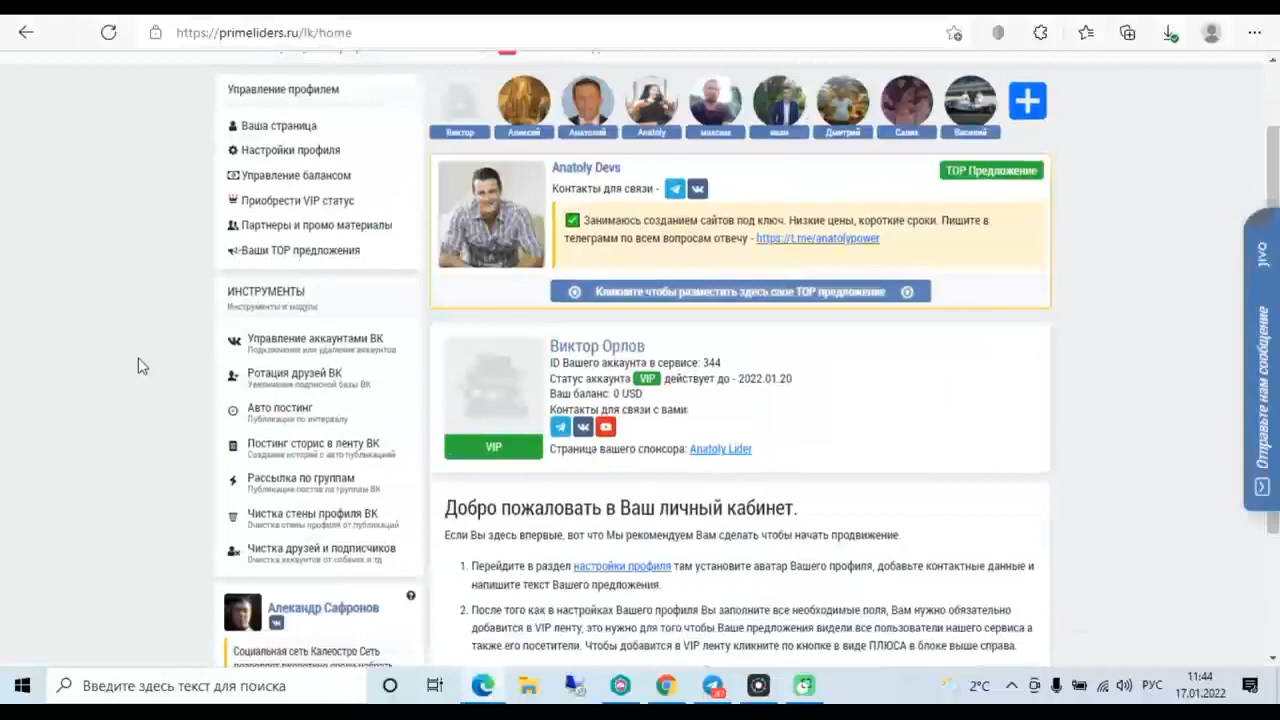 https://primeliders.ru/lk/home
Управление профилем
Ваша страница
Настройки профиля
Управление балансом
Приобрести VIP статус
Партнеры и промо материалы
Ваши TOP предложения
ИНСТРУМЕНТЫ
Инструменты и модули
Управление аккаунтами ВК
Подключение или удаление аккаунтов
Ротация друзей ВК
Увеличение подписной базы ВК
Авто постинг
Публикации по интервалу
Постинг сторис в ленту ВК
Создание историй с авто публикацией
Рассылка по группам
Публикации постов по группам ВК
Чистка стены профиля ВК
Очистка стены профиля от публикаций
Чистка друзей и подписчиков
Очистка аккаунтов от собачек и тд
Алекандр Сафронов
Социальная сеть Калеостро Сеть
Виктор
Алексей
Анатолий
Anatoly
максим
иван
Дмитрий
Василий
Anatoly Devs
TOP Предложение
Контакты для связи -
Занимаюсь созданием сайтов под ключ. Низкие цены, короткие сроки. Пишите в
телеграмм по всем вопросам отвечу - https://t.me/anatolypower
Кликните чтобы разместить здесь свое TOP предложение
Виктор Орлов
ID Вашего аккаунта в сервисе: 344
Статус аккаунта VIP действует до - 2022.01.20
Ваш баланс: 0 USD
Контакты для связи с вами:
VIP
Страница вашего спонсора: Anatoly Lider
Добро пожаловать в Ваш личный кабинет.
Если Вы здесь впервые, вот что Мы рекомендуем Вам сделать чтобы начать продвижение.
1. Перейдите в раздел настройки профиля там установите аватар Вашего профиля, добавьте контактные данные и
напишите текст Вашего предложения.
2. После того как в настройках Вашего профиля Вы заполните все необходимые поля, Вам нужно обязательно
добавится в VIP ленту, это нужно для того чтобы Ваше предложения видели все пользователи нашего сервиса а
также его посетители. Чтобы добавится в VIP ленту кликните по кнопке в виде ПЛЮСА в блоке выше справа.
jivo
Отправьте нам сообщение
Введите здесь текст для поиска
2°C
РУС
11:44
17.01.2022